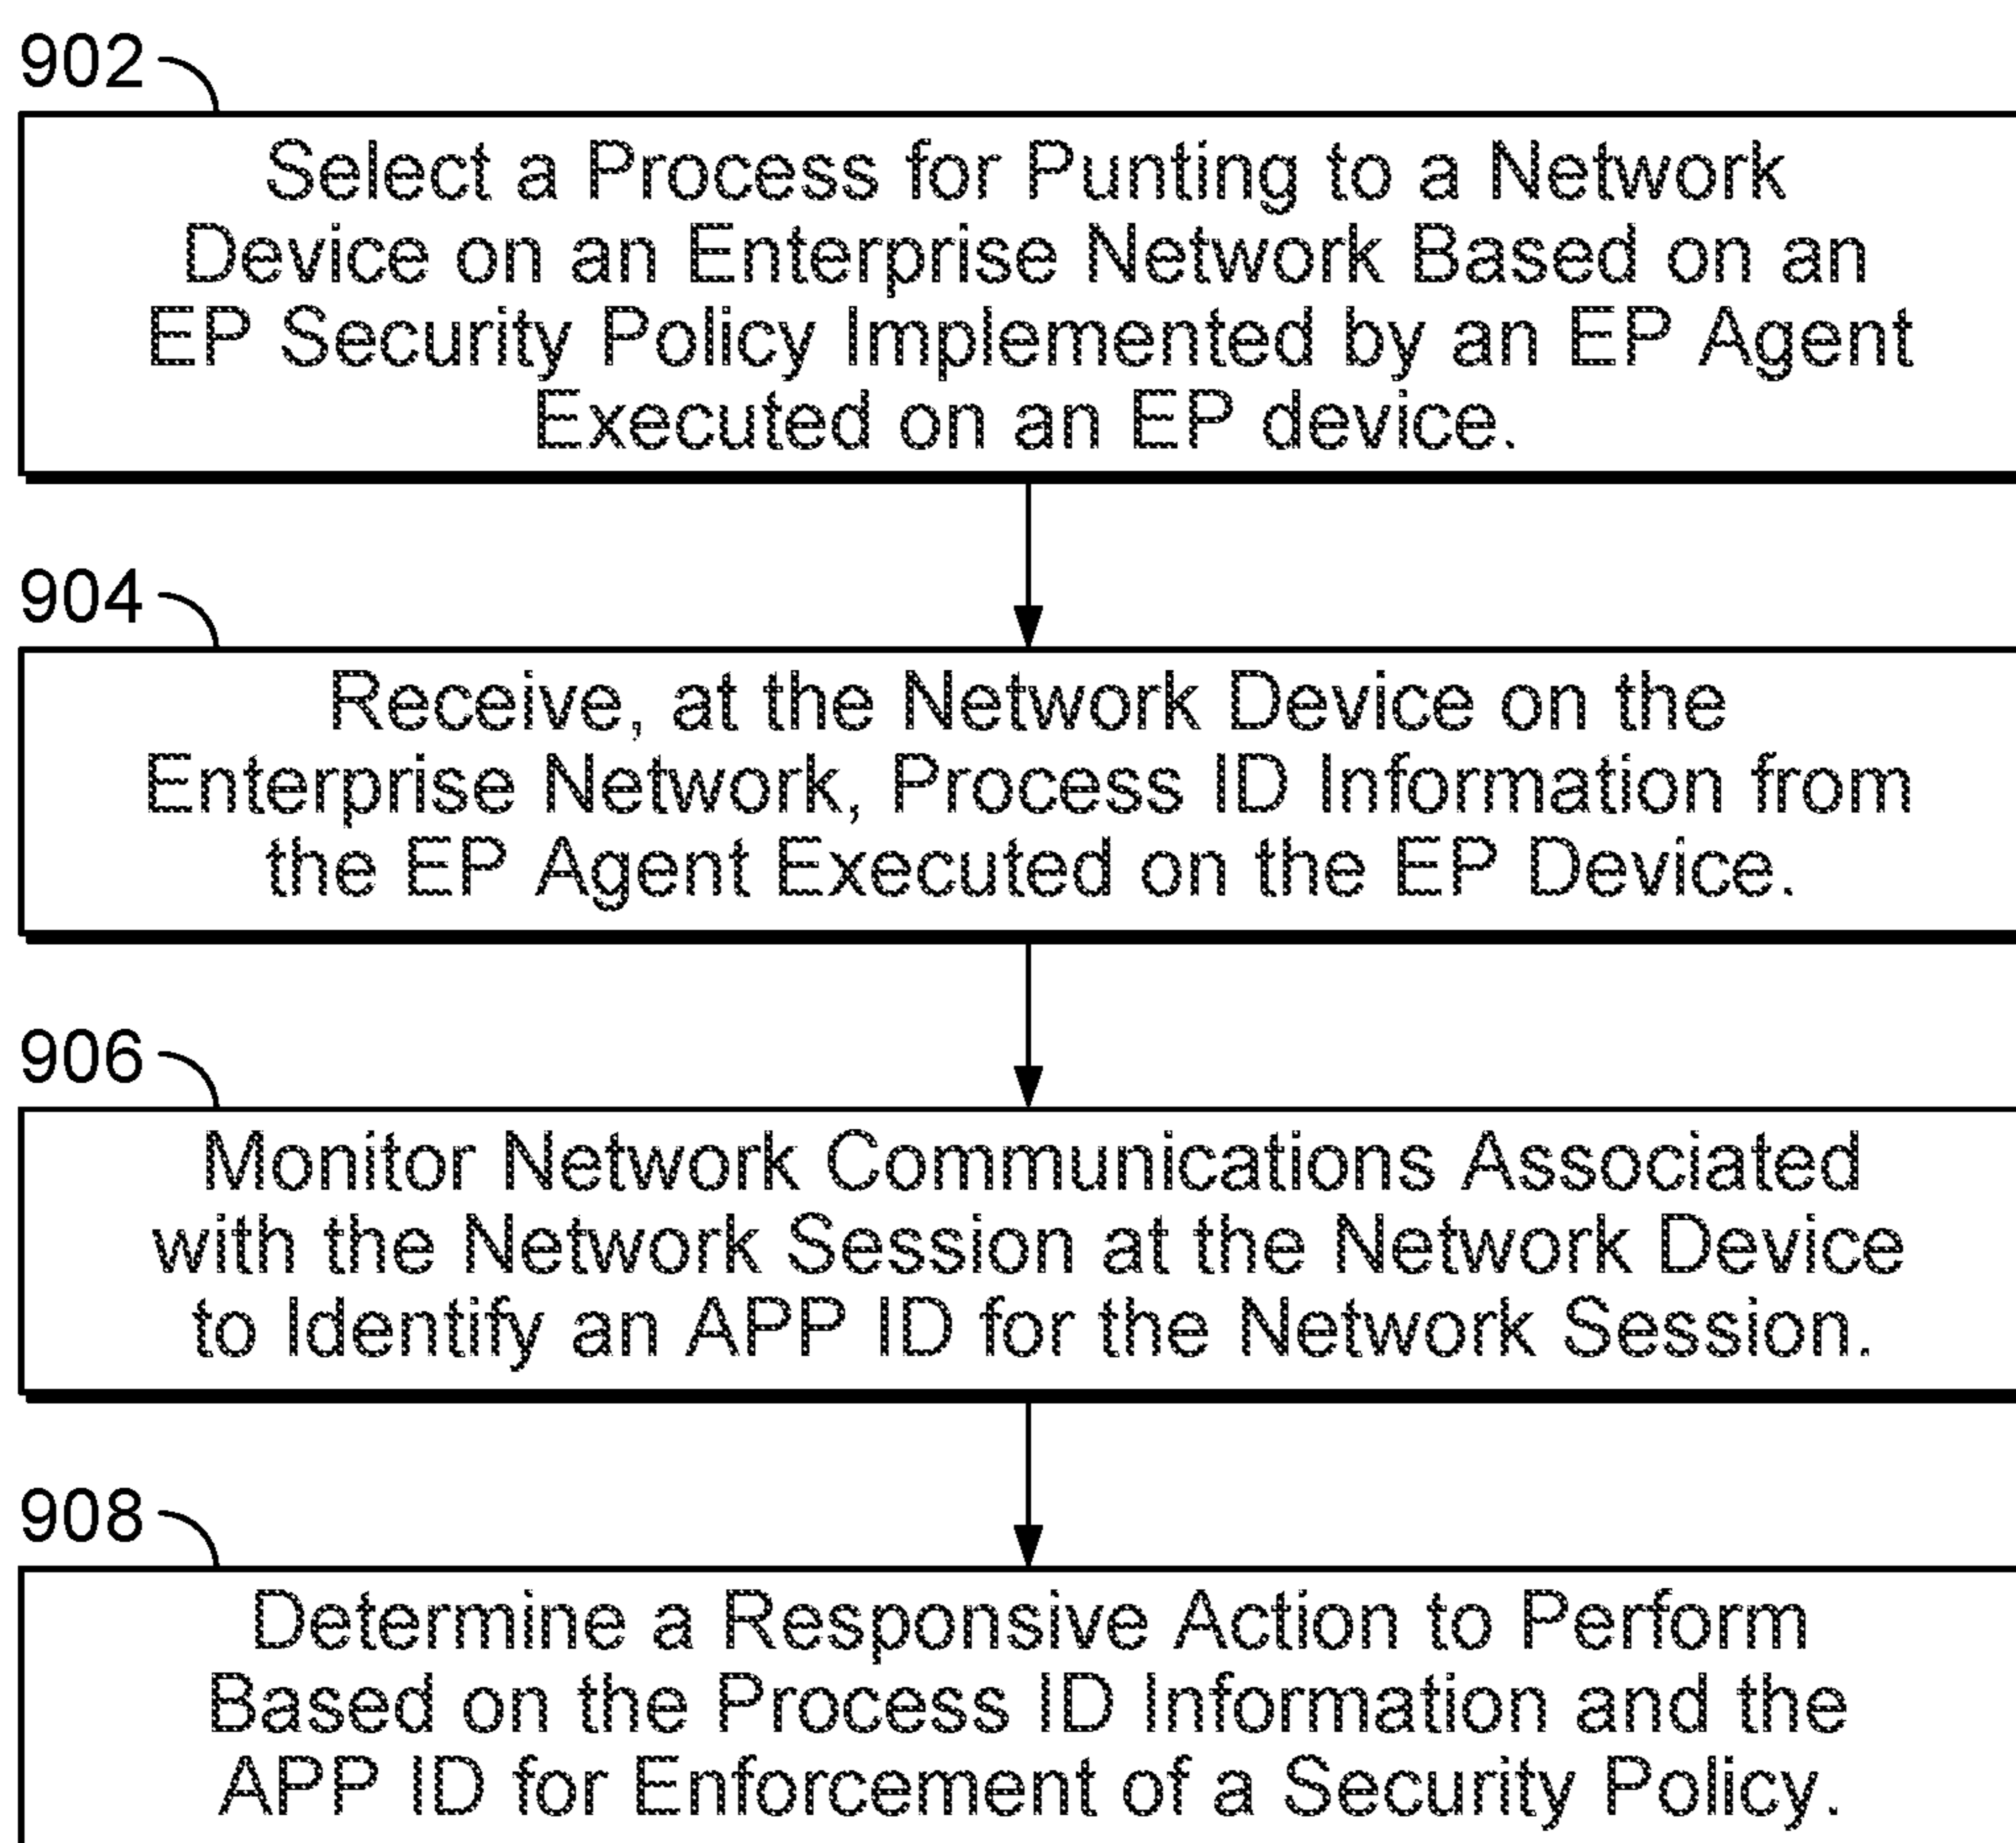 902
Select a Process for Punting to a Network
Device on an Enterprise Network Based on an
EP Security Policy Implemented by an EP Agent
Executed on an EP device.
904
Receive, at the Network Device on the
Enterprise Network, Process ID Information from
the EP Agent Executed on the EP Device.
906
Monitor Network Communications Associated
with the Network Session at the Network Device
to Identify an APP ID for the Network Session.
908
Determine a Responsive Action to Perform
Based on the Process ID Information and the
APP ID for Enforcement of a Security Policy.